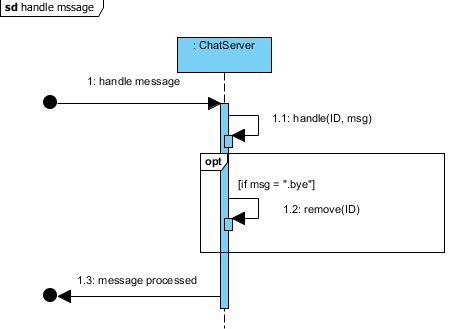 sd handle mssage
: ChatServer
1: handle message
1.1: handle(ID, msg)
opt
[if msg = ".bye"]
1.2: remove(ID)
1.3: message processed